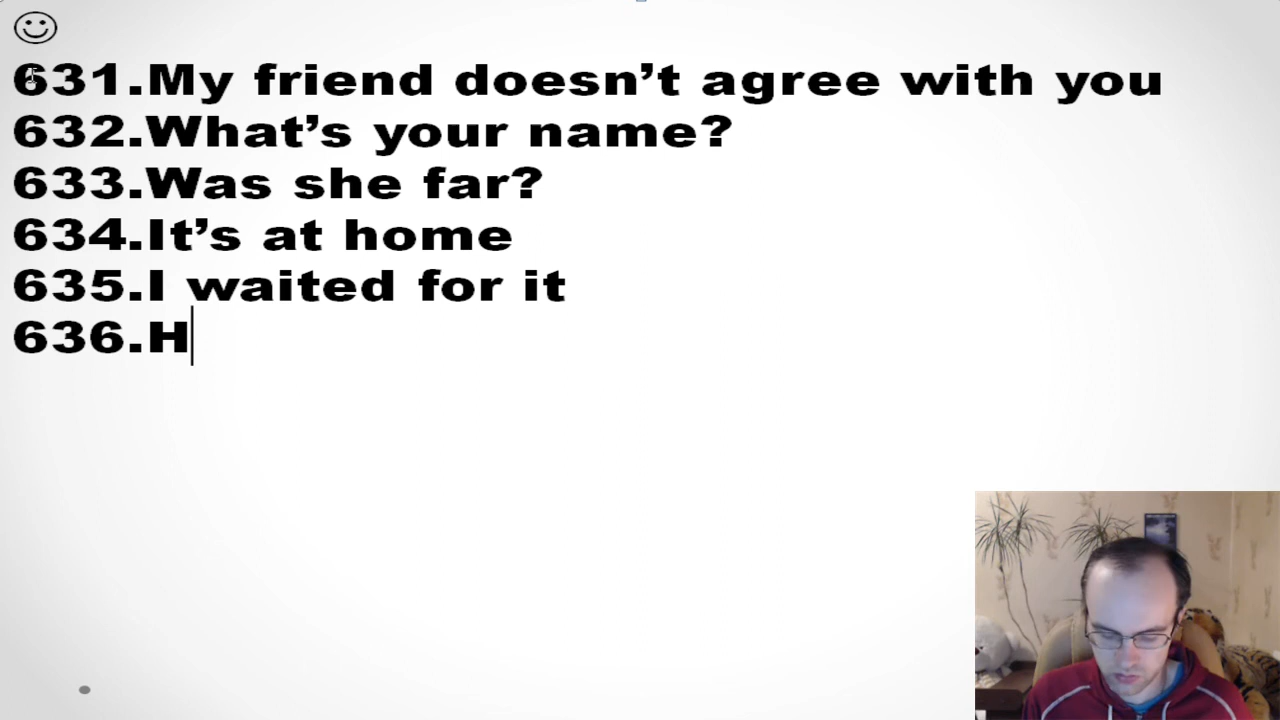 631.My friend doesn’t agree with you
632.What’s your name?
633.Was she far?
634.It’s at home
635.I waited for it
636.H